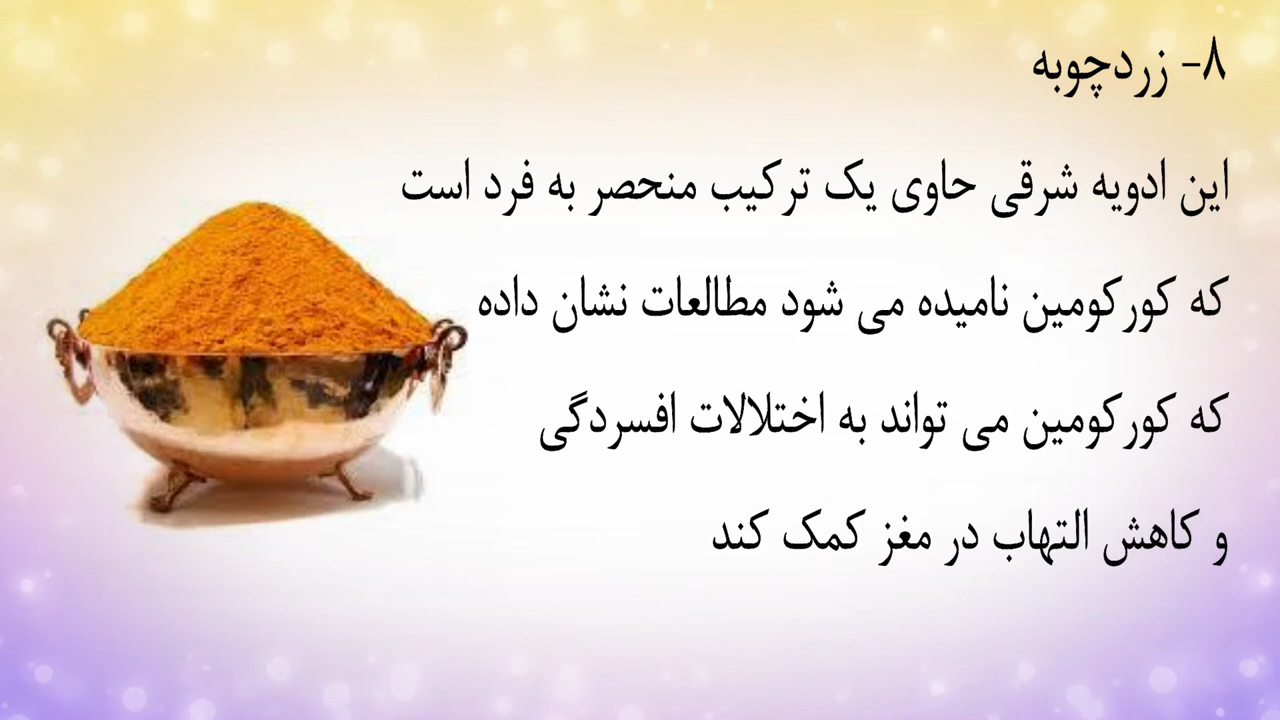 ۸- زردچوبه
این ادویه شرقی حاوی یک ترکیب منحصر به فرد است
که کورکومین نامیده می شود مطالعات نشان داده
که کورکومین می تواند به اختلالات افسردگی
و کاهش التهاب در مغز کمک کند